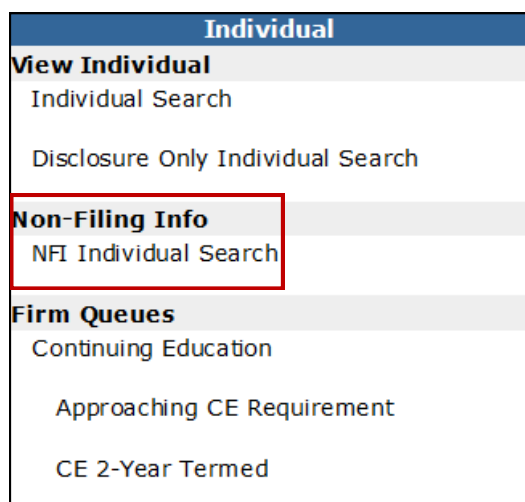 Individual
View Individual
Individual Search
Disclosure Only Individual Search
Non-Filing Info
NFI Individual Search
Firm Queues
Continuing Education
Approaching CE Requirement
CE 2-Year Termed